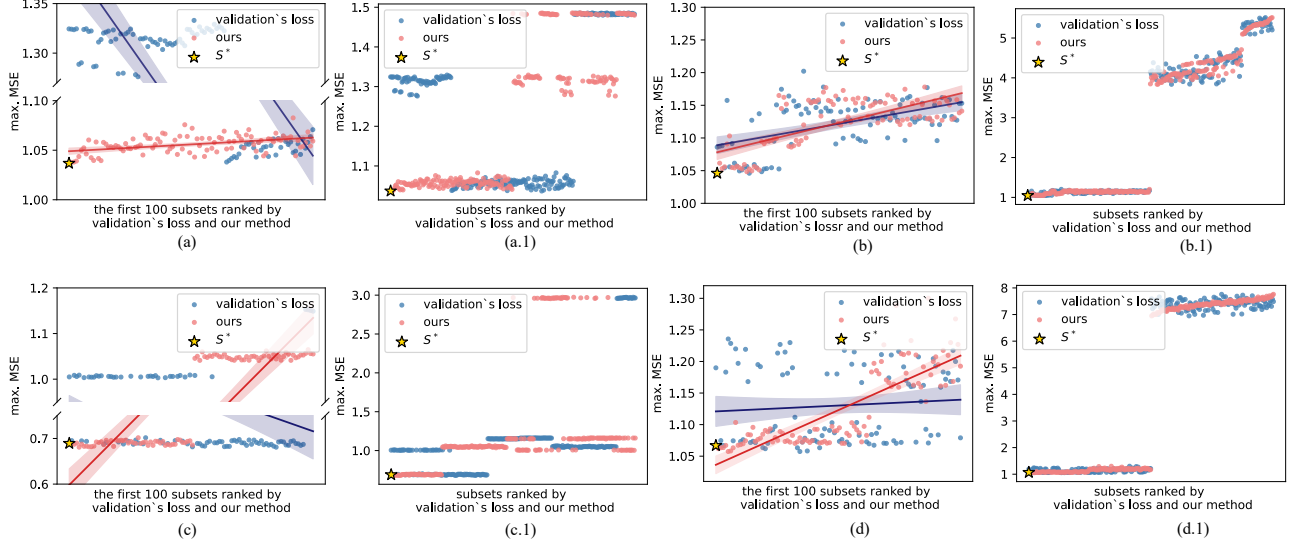 1.35
1.30
1.10
1.05
1.00
max. MSE
validation`s loss
ours
S*
the first 100 subsets ranked by
validation`s loss and our method
(a)
1.5
1.4
1.3
1.2
1.1
max. MSE
validation`s loss
ours
S*
subsets ranked by
validation`s loss and our method
(a.1)
1.30
1.25
1.20
1.15
1.10
1.05
1.00
max. MSE
validation`s loss
ours
S*
the first 100 subsets ranked by
validation`s lossr and our method
(b)
5
4
3
2
1
max. MSE
validation`s loss
ours
S*
subsets ranked by
validation`s loss and our method
(b.1)
1.2
1.1
1.0
0.7
0.6
max. MSE
validation`s loss
ours
S*
the first 100 subsets ranked by
validation`s loss and our method
(c)
3.0
2.5
2.0
1.5
1.0
max. MSE
validation`s loss
ours
S*
subsets ranked by
validation`s loss and our method
(c.1)
1.30
1.25
1.20
1.15
1.10
1.05
max. MSE
validation`s loss
ours
S*
the first 100 subsets ranked by
validation`s loss and our method
(d)
8
7
6
5
4
3
2
1
max. MSE
validation`s loss
ours
S*
subsets ranked by
validation`s loss and our method
(d.1)